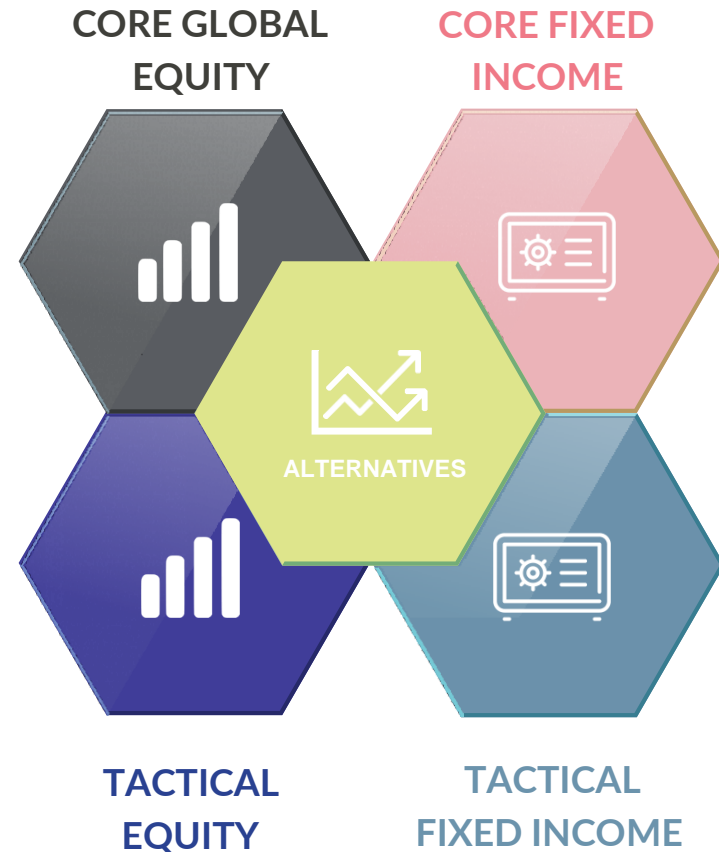 CORE GLOBAL
EQUITY
CORE FIXED
INCOME
ALTERNATIVES
TACTICAL
EQUITY
TACTICAL
FIXED INCOME